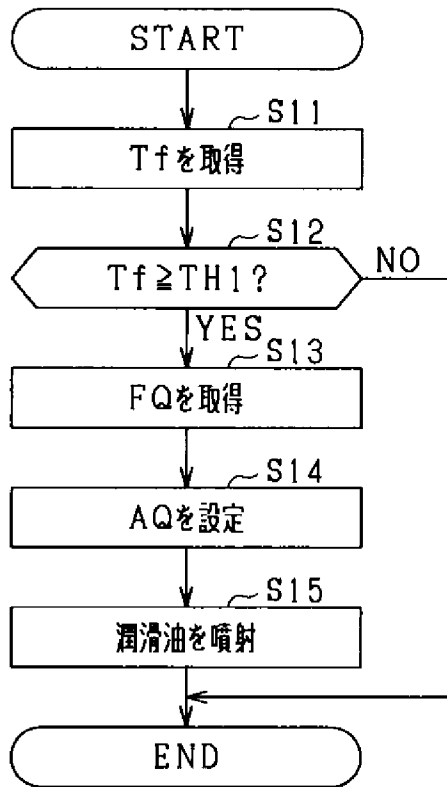 START
S11
Tfを取得
S12
Tf≧TH1?
NO
YES
S13
FQを取得
S14
AQを設定
S15
潤滑油を噴射
END